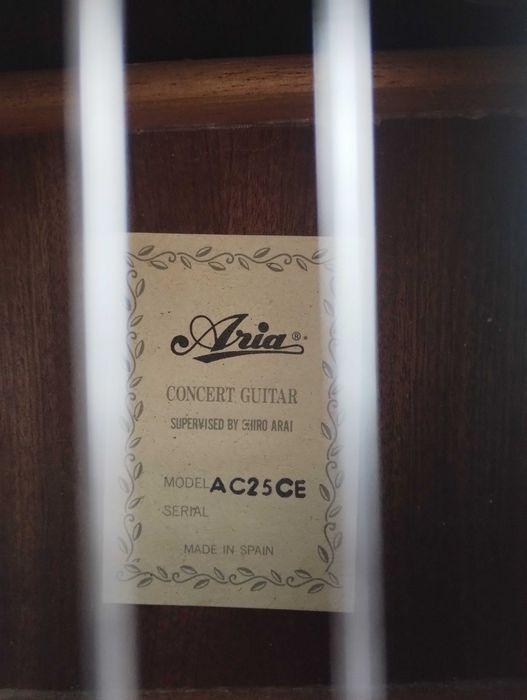 Aria®
CONCERT GUITAR
SUPERVISED BY SHIRO ARAI
MODEL AC25CE
SERIAL
MADE IN SPAIN